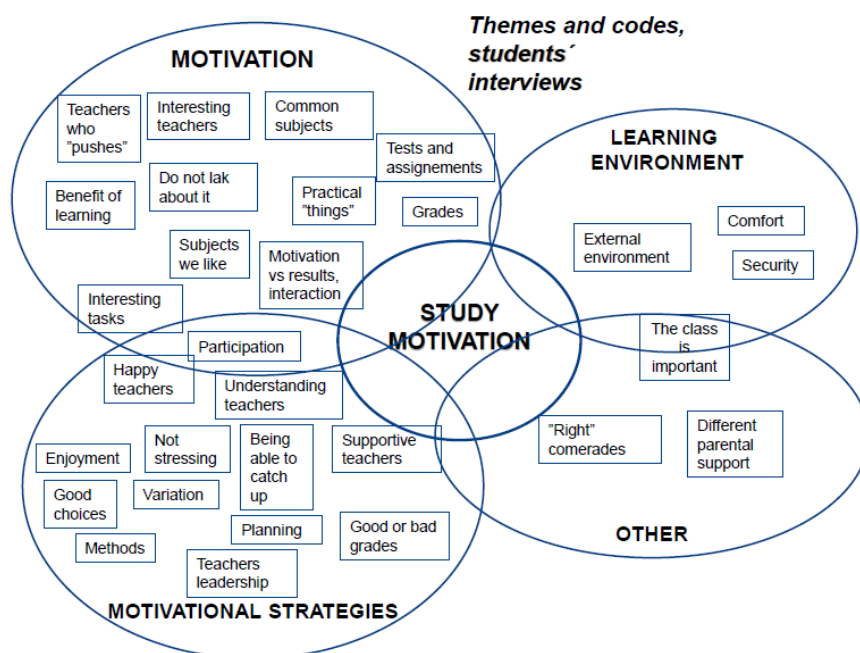 Themes and codes,
students´
interviews
MOTIVATION
Teachers
who
”pushes”
Interesting
teachers
Common
subjects
Tests and
assignements
Benefit of
learning
Do not lak
about it
Practical
”things”
Grades
Subjects
we like
Motivation
vs results,
interaction
Interesting
tasks
LEARNING
ENVIRONMENT
External
environment
Comfort
Security
STUDY
MOTIVATION
Participation
The class
is
important
Happy
teachers
Understanding
teachers
Enjoyment
Not
stressing
Being
able to
catch
up
Supportive
teachers
Good
choices
Variation
Planning
Good or bad
grades
Methods
Teachers
leadership
MOTIVATIONAL STRATEGIES
”Right”
comerades
Different
parental
support
OTHER